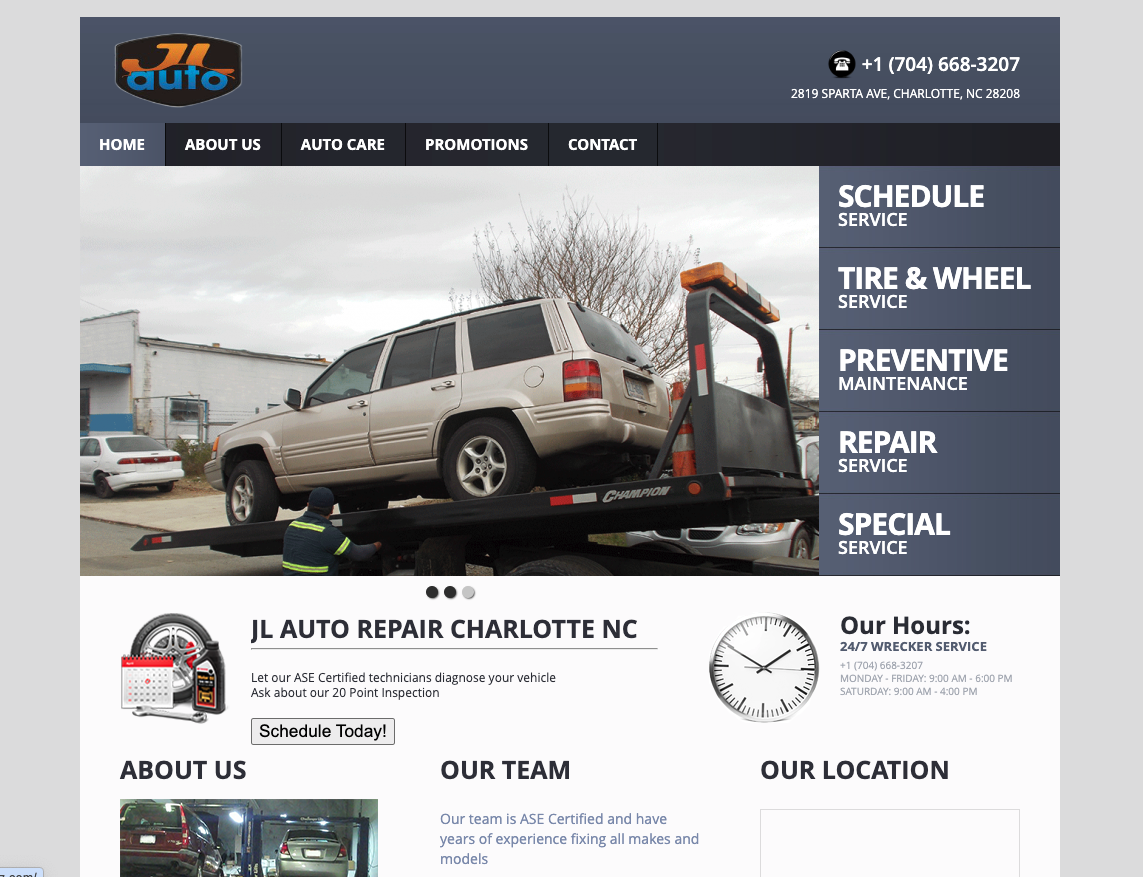 JL
auto
+1 (704) 668-3207
2819 SPARTA AVE, CHARLOTTE, NC 28208
HOME
ABOUT US
AUTO CARE
PROMOTIONS
CONTACT
CHAMPION
SCHEDULE
SERVICE
TIRE & WHEEL
SERVICE
PREVENTIVE
MAINTENANCE
REPAIR
SERVICE
SPECIAL
SERVICE
JL AUTO REPAIR CHARLOTTE NC
Let our ASE Certified technicians diagnose your vehicle
Ask about our 20 Point Inspection
Schedule Today!
Our Hours:
24/7 WRECKER SERVICE
+1 (704) 668-3207
MONDAY - FRIDAY: 9:00 AM - 6:00 PM
SATURDAY: 9:00 AM - 4:00 PM
ABOUT US
OUR TEAM
Our team is ASE Certified and have
years of experience fixing all makes and
models
OUR LOCATION